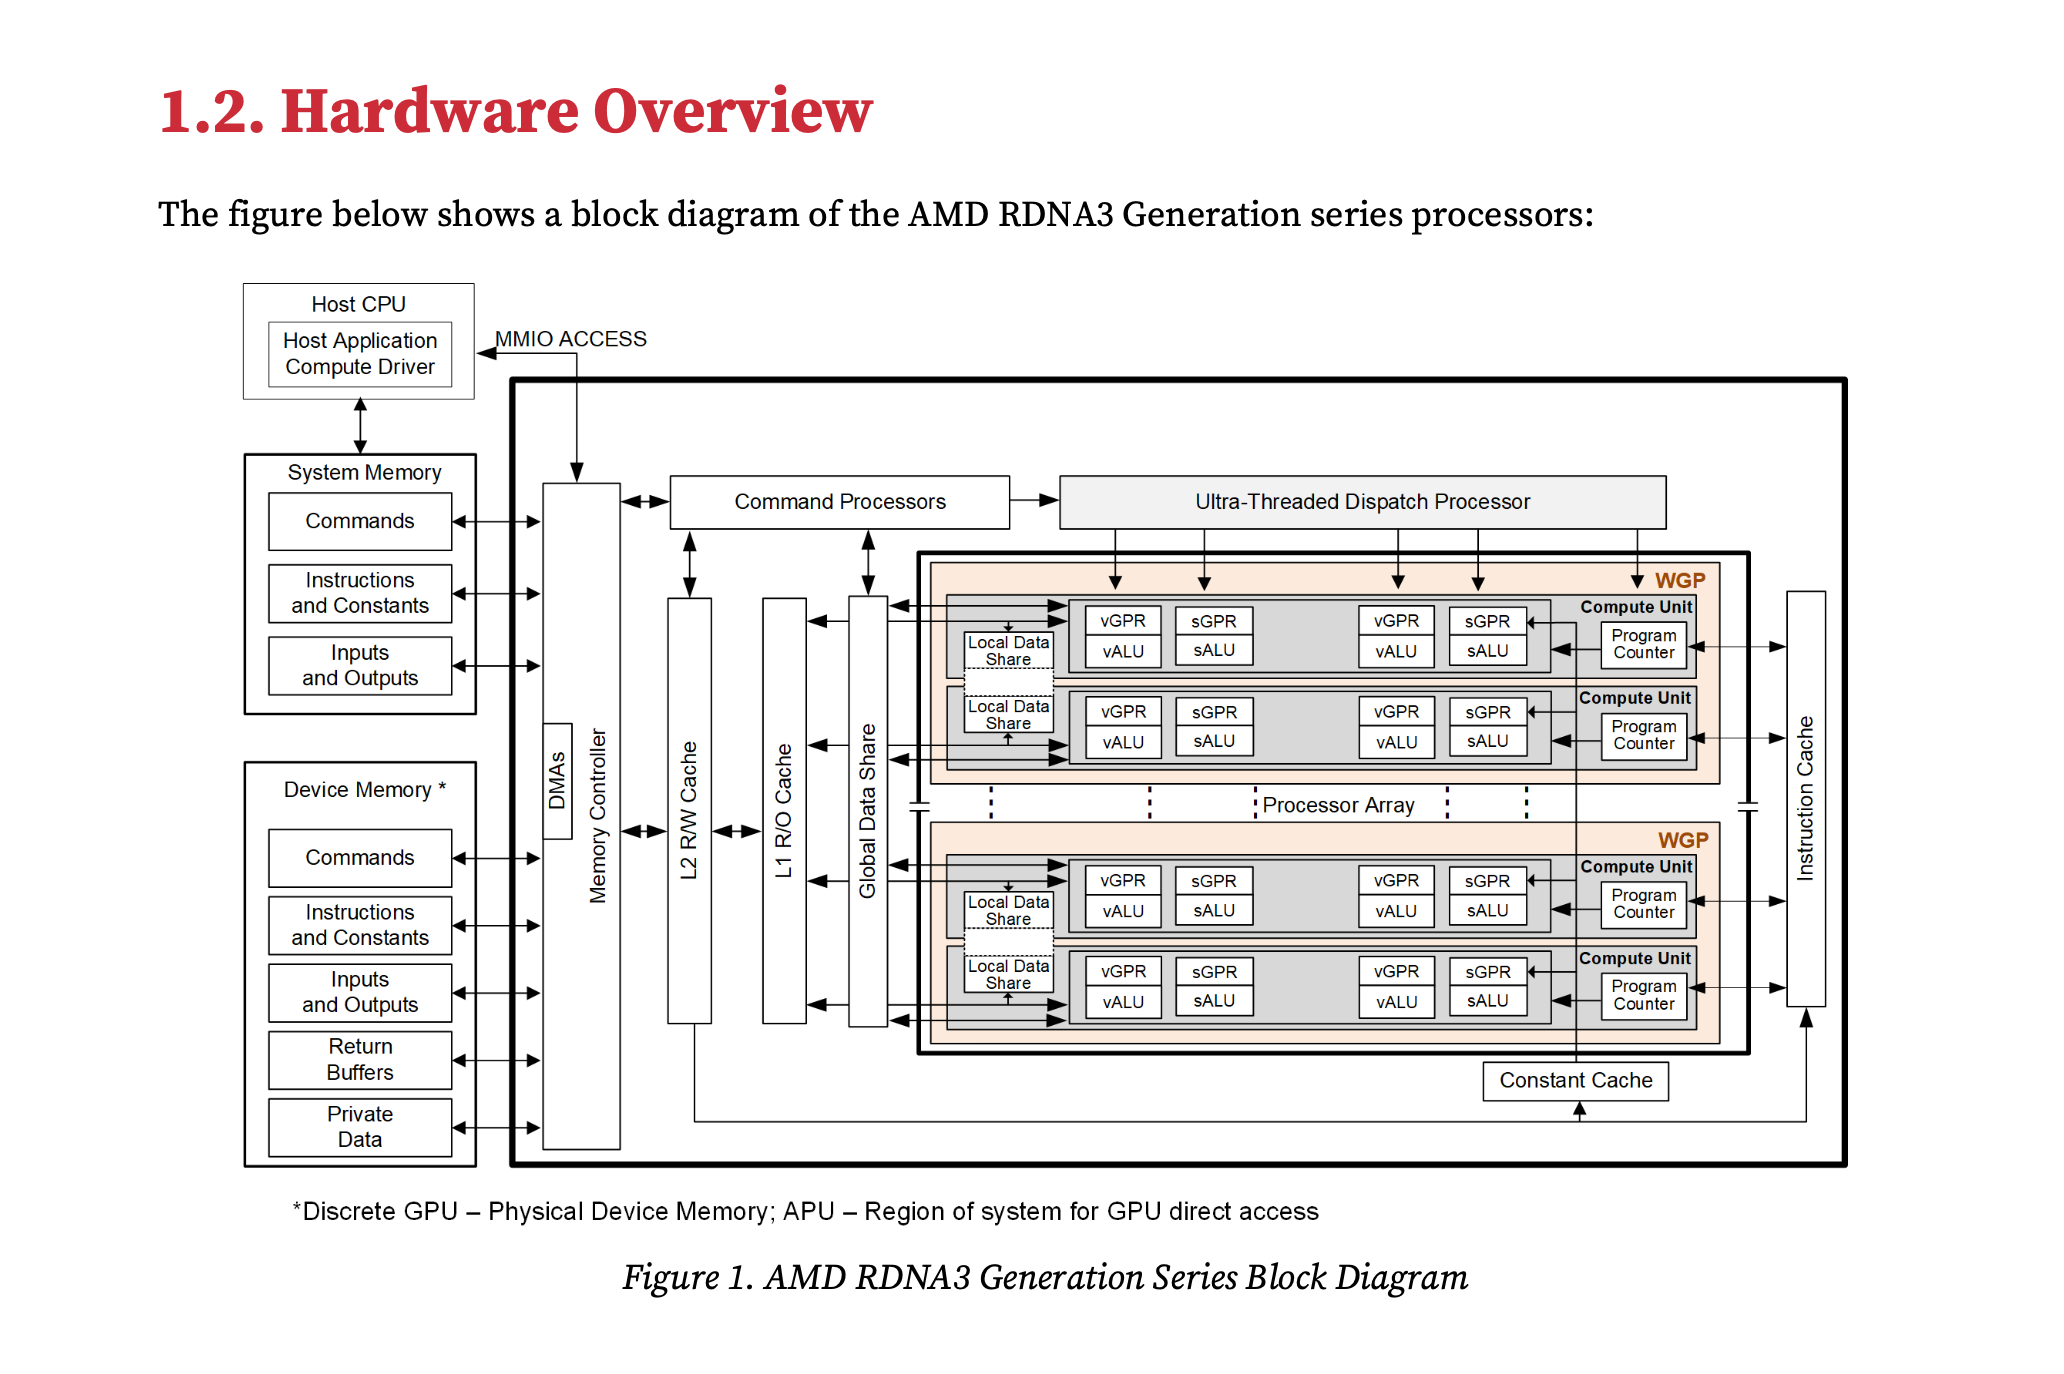 1.2. Hardware Overview
The figure below shows a block diagram of the AMD RDNA3 Generation series processors:
Host CPU
Host Application
Compute Driver
MMIO ACCESS
System Memory
Commands
Instructions
and Constants
Inputs
and Outputs
Device Memory *
Commands
Instructions
and Constants
Inputs
and Outputs
Return
Buffers
Private
Data
DMAs
Memory Controller
Command Processors
Ultra-Threaded Dispatch Processor
L2 R/W Cache
L1 R/O Cache
Global Data Share
WGP
Compute Unit
Local Data
Share
vGPR
vALU
sGPR
sALU
vGPR
vALU
sGPR
sALU
Program
Counter
Compute Unit
Local Data
Share
vGPR
vALU
sGPR
sALU
vGPR
vALU
sGPR
sALU
Program
Counter
Processor Array
WGP
Compute Unit
Local Data
Share
vGPR
vALU
sGPR
sALU
vGPR
vALU
sGPR
sALU
Program
Counter
Compute Unit
Local Data
Share
vGPR
vALU
sGPR
sALU
vGPR
vALU
sGPR
sALU
Program
Counter
Instruction Cache
Constant Cache
*Discrete GPU – Physical Device Memory; APU – Region of system for GPU direct access
Figure 1. AMD RDNA3 Generation Series Block Diagram